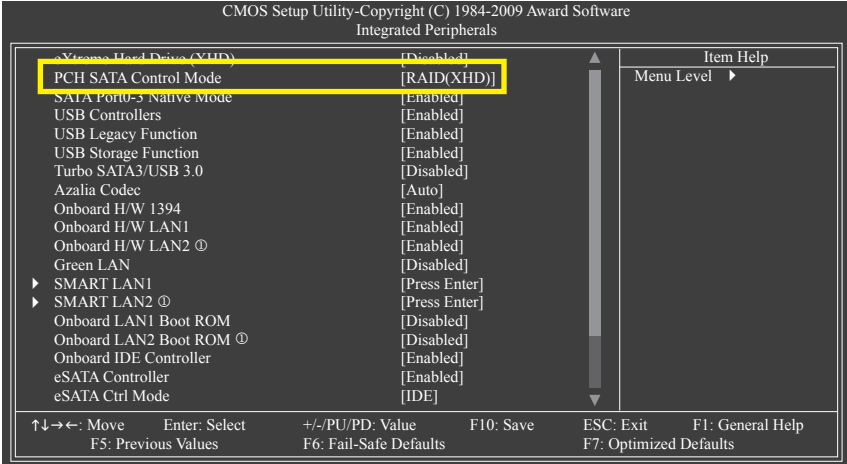 CMOS Setup Utility-Copyright (C) 1984-2009 Award Software
Integrated Peripherals
eXtreme Hard Drive (XHD) [Disabled]
PCH SATA Control Mode [RAID(XHD)]
SATA Port0-3 Native Mode [Enabled]
USB Controllers [Enabled]
USB Legacy Function [Enabled]
USB Storage Function [Enabled]
Turbo SATA3/USB 3.0 [Disabled]
Azalia Codec [Auto]
Onboard H/W 1394 [Enabled]
Onboard H/W LAN1 [Enabled]
Onboard H/W LAN2 ① [Enabled]
Green LAN [Disabled]
SMART LAN1 [Press Enter]
SMART LAN2 ① [Press Enter]
Onboard LAN1 Boot ROM [Disabled]
Onboard LAN2 Boot ROM ① [Disabled]
Onboard IDE Controller [Enabled]
eSATA Controller [Enabled]
eSATA Ctrl Mode [IDE]
Item Help
Menu Level
↑↓→←: Move Enter: Select +/-/PU/PD: Value F10: Save ESC: Exit F1: General Help
F5: Previous Values F6: Fail-Safe Defaults F7: Optimized Defaults